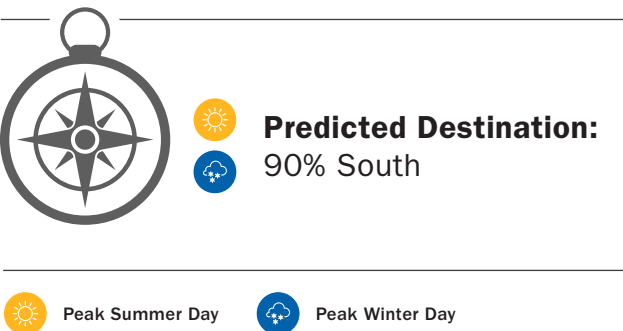 Predicted Destination:
90% South
Peak Summer Day
Peak Winter Day